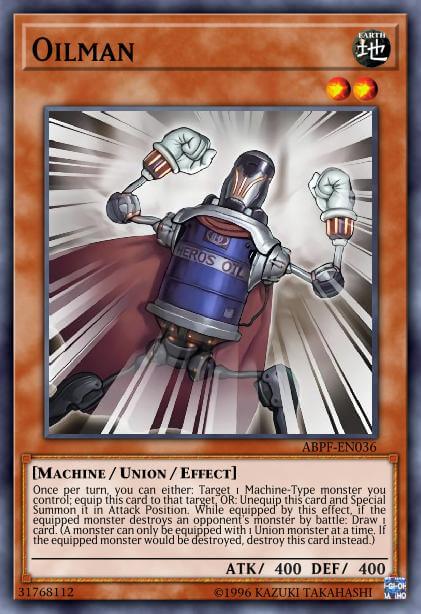 OILMAN
EARTH
地
HEROS OIL
ABPF-EN036
[MACHINE / UNION / EFFECT]
Once per turn, you can either: Target 1 Machine-Type monster you
control; equip this card to that target, OR: Unequip this card and Special
Summon it in Attack Position. While equipped by this effect, if the
equipped monster destroys an opponent's monster by battle: Draw 1
card. (A monster can only be equipped with 1 Union monster at a time. If
the equipped monster would be destroyed, destroy this card instead.)
ATK/ 400 DEF/ 400
31768112
©1996 KAZUKI TAKAHASHI